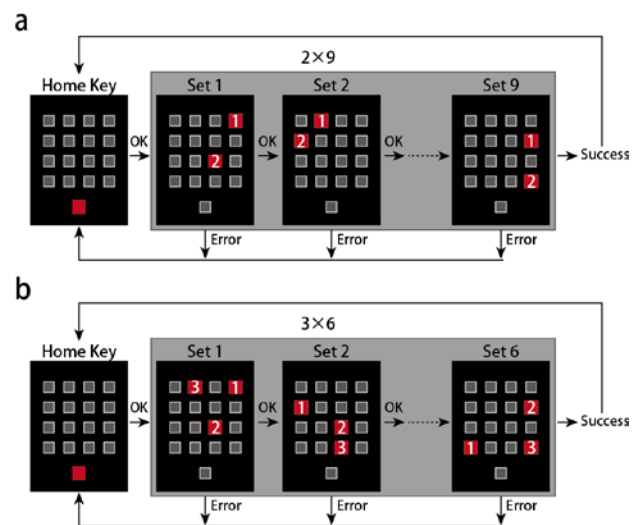 a
2×9
Home Key
Set 1
Set 2
Set 9
1
1
2
1
OK
OK
OK
Success
2
2
Error
Error
Error
b
3×6
Home Key
Set 1
Set 2
Set 6
3 1
1
2
OK
2
OK
2
OK
Success
3
1 3
Error
Error
Error